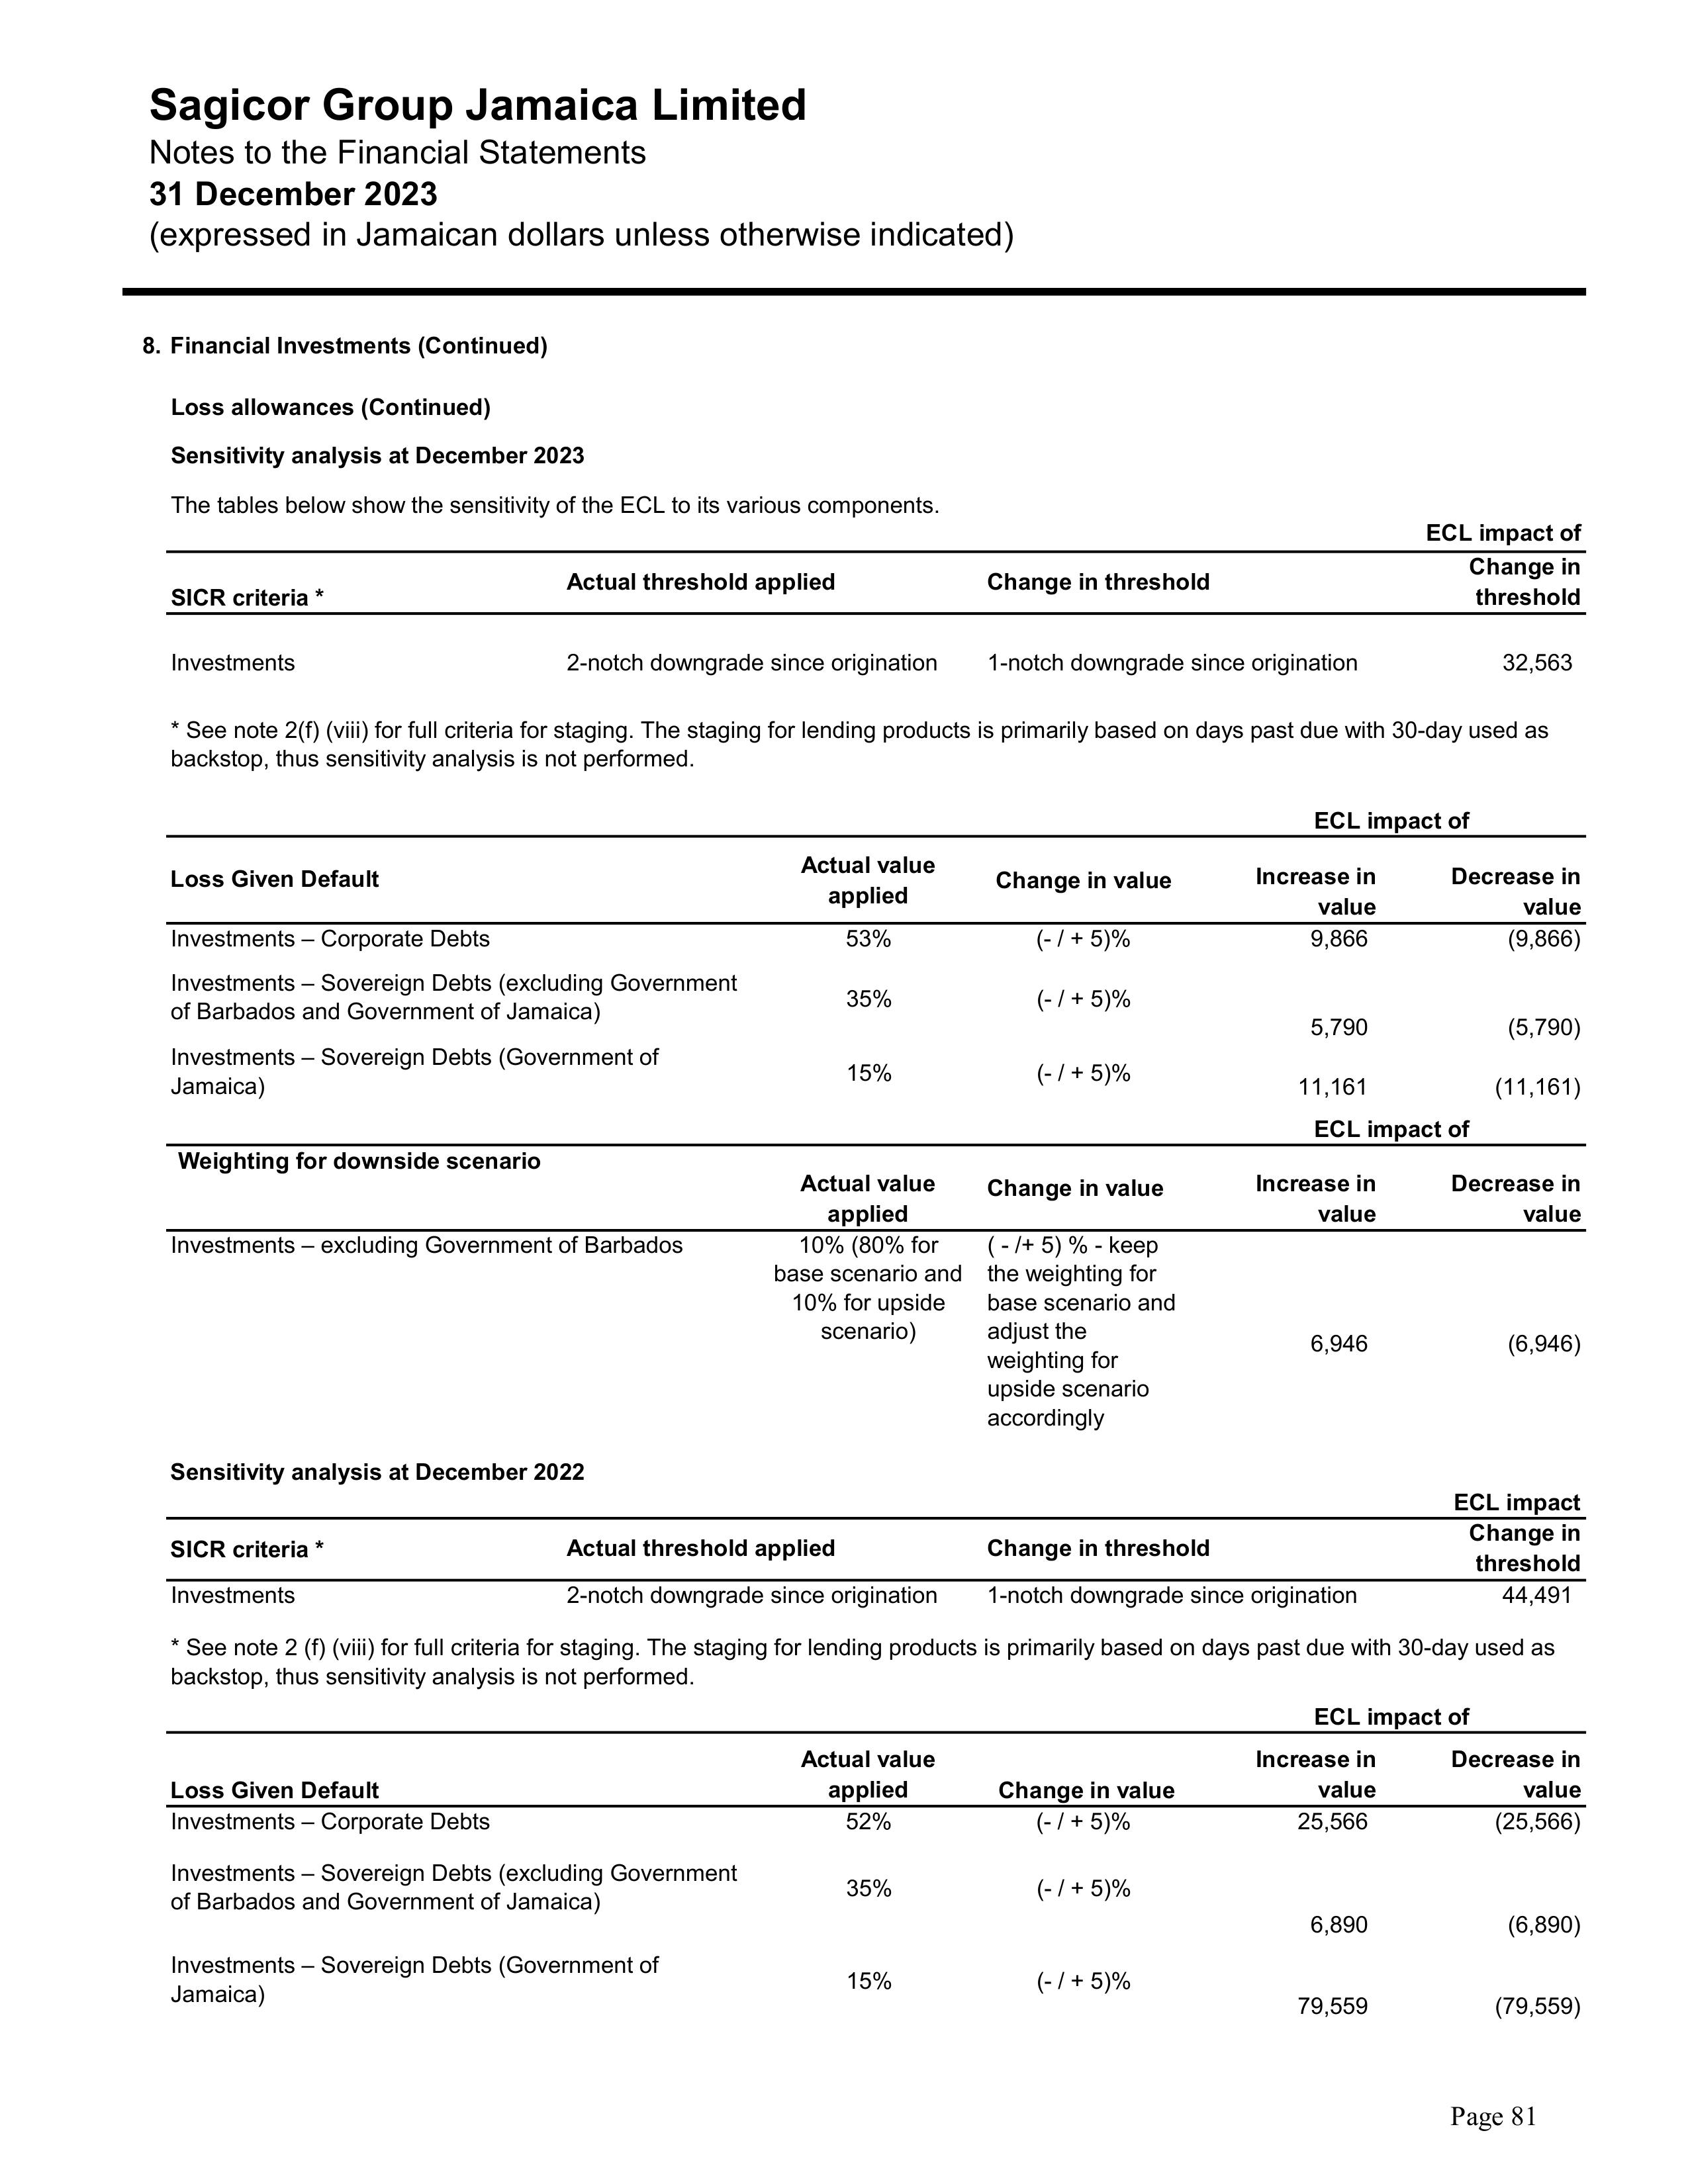 Sagicor Group Jamaica Limited
Notes to the Financial Statements
31 December 2023
(expressed in Jamaican dollars unless otherwise indicated)
8. Financial Investments (Continued)
Loss allowances (Continued)
Sensitivity analysis at December 2023
The tables below show the sensitivity of the ECL to its various components.
ECL impact of
SICR criteria * Actual threshold applied Change in threshold Change in
threshold
Investments 2-notch downgrade since origination 1-notch downgrade since origination 32,563
* See note 2(f) (viii) for full criteria for staging. The staging for lending products is primarily based on days past due with 30-day used as
backstop, thus sensitivity analysis is not performed.
ECL impact of
Loss Given Default Actual value Change in value Increase in Decrease in
applied value value
Investments – Corporate Debts 53% (- / + 5)% 9,866 (9,866)
Investments – Sovereign Debts (excluding Government
of Barbados and Government of Jamaica) 35% (- / + 5)% 5,790 (5,790)
Investments – Sovereign Debts (Government of
Jamaica) 15% (- / + 5)% 11,161 (11,161)
ECL impact of
Weighting for downside scenario
Actual value Change in value Increase in Decrease in
applied value value
Investments – excluding Government of Barbados 10% (80% for ( - /+ 5) % - keep
base scenario and the weighting for
10% for upside base scenario and
scenario) adjust the 6,946 (6,946)
weighting for
upside scenario
accordingly
Sensitivity analysis at December 2022
ECL impact
SICR criteria * Actual threshold applied Change in threshold Change in
threshold
Investments 2-notch downgrade since origination 1-notch downgrade since origination 44,491
* See note 2 (f) (viii) for full criteria for staging. The staging for lending products is primarily based on days past due with 30-day used as
backstop, thus sensitivity analysis is not performed.
ECL impact of
Actual value Increase in Decrease in
Loss Given Default applied Change in value value value
Investments – Corporate Debts 52% (- / + 5)% 25,566 (25,566)
Investments – Sovereign Debts (excluding Government
of Barbados and Government of Jamaica) 35% (- / + 5)% 6,890 (6,890)
Investments – Sovereign Debts (Government of
Jamaica) 15% (- / + 5)% 79,559 (79,559)
Page 81